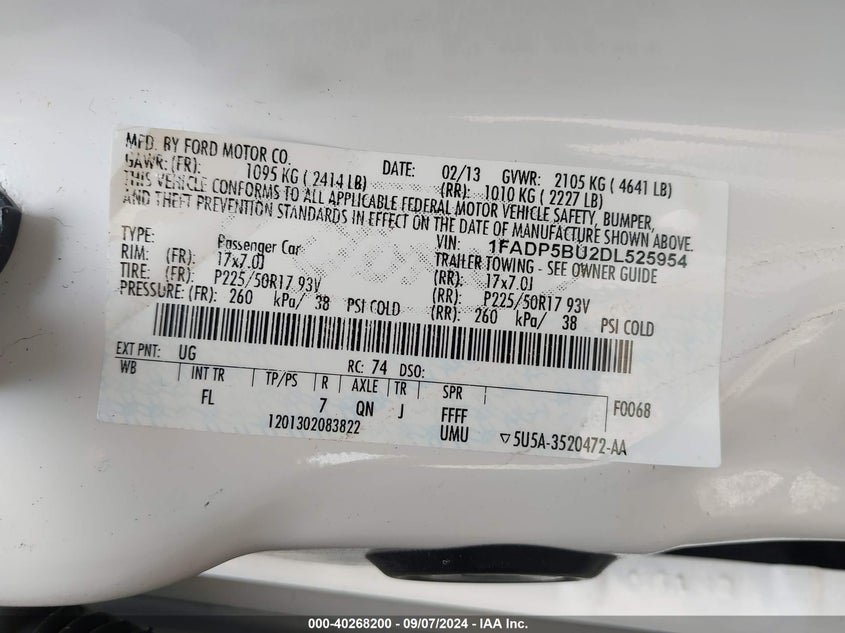 MFD. BY FORD MOTOR CO.
DATE: 02/13 GVWR: 2105 KG ( 4641 LB)
GAWR: (FR): 1095 KG ( 2414 LB) (RR): 1010 KG ( 2227 LB)
THIS VEHICLE CONFORMS TO ALL APPLICABLE FEDERAL MOTOR VEHICLE SAFETY, BUMPER,
AND THEFT PREVENTION STANDARDS IN EFFECT ON THE DATE OF MANUFACTURE SHOWN ABOVE.
TYPE: Passenger Car VIN: 1FADP5BU2DL525954
TRAILER TOWING - SEE OWNER GUIDE
RIM: (FR): 17x7.0J (RR): 17x7.0J
TIRE: (FR): P225/50R17 93V (RR): P225/50R17 93V
PRESSURE: (FR): 260 kPa/ 38 PSI COLD (RR): 260 kPa/ 38 PSI COLD
EXT PNT: UG RC: 74 DSO:
WB INT TR TP/PS R AXLE TR SPR
FL 7 QN J FFFF F0068
1201302083822 UMU ▽5U5A-3520472-AA
000-40268200 - 09/07/2024 - IAA Inc.